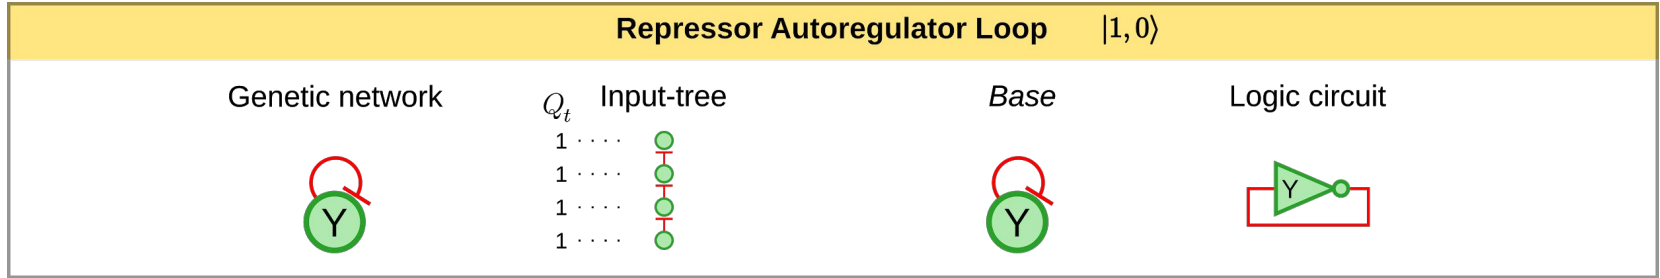 Repressor Autoregulator Loop |1, 0⟩
Genetic network
Q_t Input-tree
Base
Logic circuit
1 · · · ·
1 · · · ·
1 · · · ·
1 · · · ·
Y
Y
Y